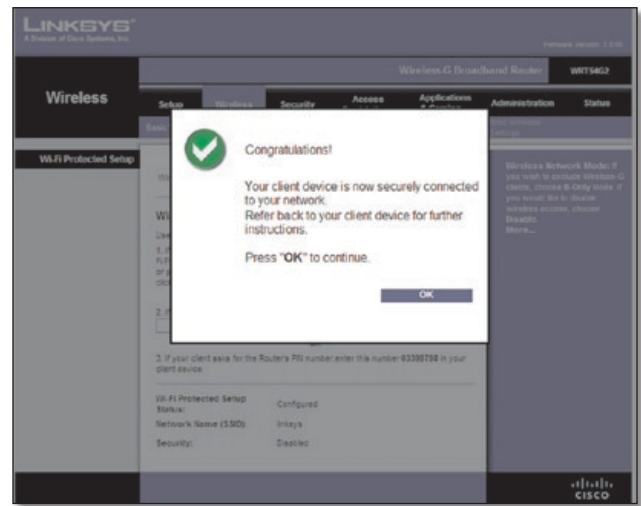 LINKSYS®
A Division of Cisco Systems, Inc.
Wireless-G Broadband Router WRT54G2
Wireless
Setup Wireless Security Access Applications Administration Status
& Gaming
Basic
Wi-Fi Protected Setup
Congratulations!
Your client device is now securely connected
to your network.
Refer back to your client device for further
instructions.
Press "OK" to continue.
OK
Wireless Network Mode: If
you wish to exclude Wireless-G
clients, choose B-Only Mode. If
you would like to disable
wireless access, choose
Disable.
More...
3. If your client asks for the Router's PIN number, enter this number in your
client device.
Wi-Fi Protected Setup
Status: Configured
Network Name (SSID):
Security: Disabled
CISCO